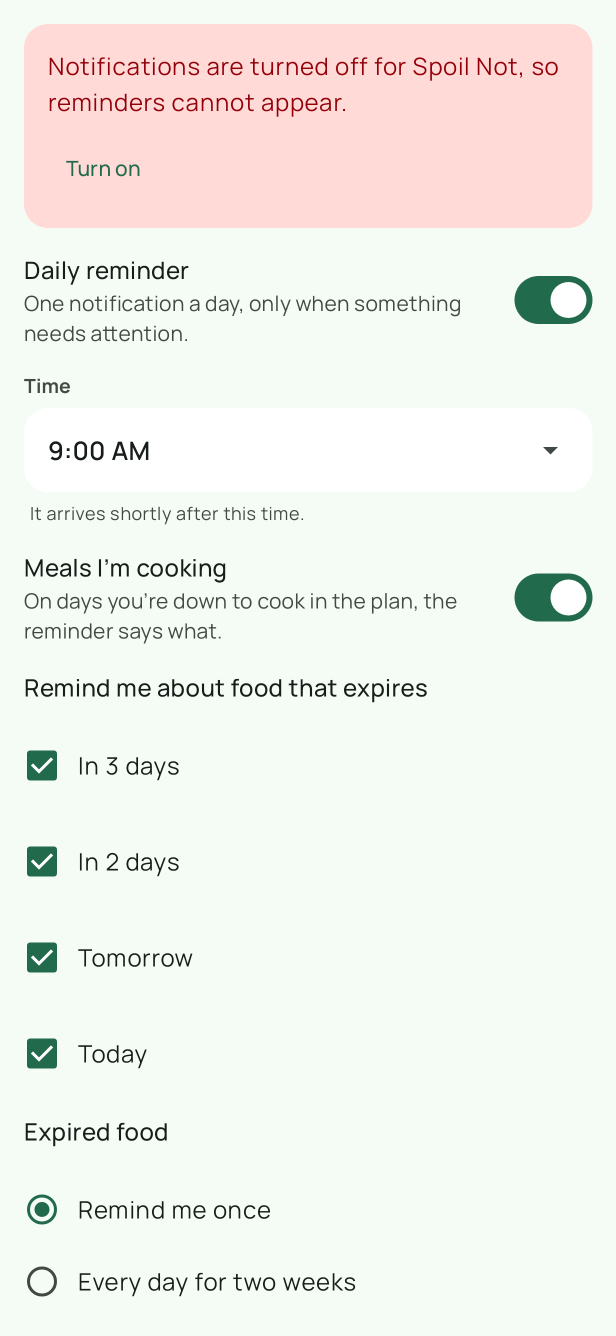 Notifications are turned off for Spoil Not, so
reminders cannot appear.
Turn on
Daily reminder
One notification a day, only when something
needs attention.
Time
9:00 AM
It arrives shortly after this time.
Meals I’m cooking
On days you’re down to cook in the plan, the
reminder says what.
Remind me about food that expires
In 3 days
In 2 days
Tomorrow
Today
Expired food
Remind me once
Every day for two weeks